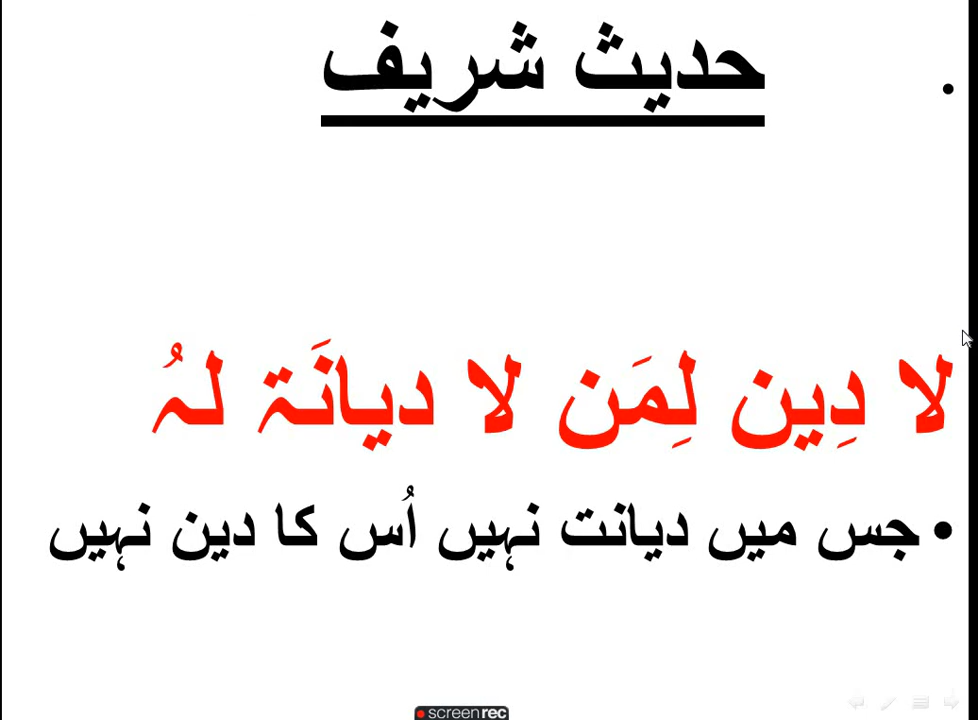 • حدیث شریف
لا دِین لِمَن لا دیانَۃ لہُ
• جس میں دیانت نہیں اُس کا دین نہیں
screenrec